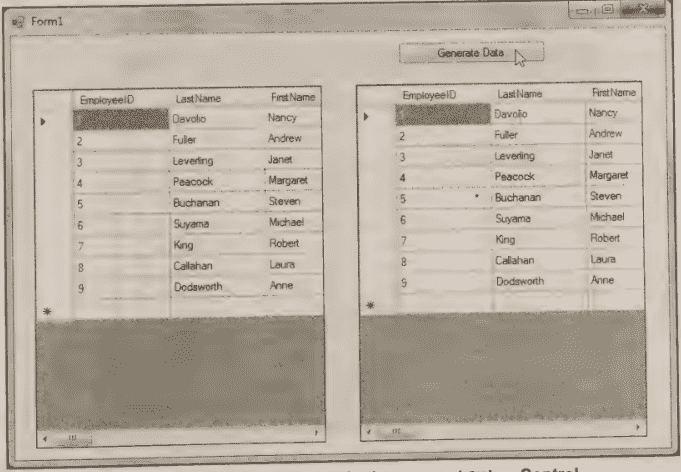 Form1
Generate Data
EmployeeID LastName FirstName
Davolio Nancy
2 Fuller Andrew
3 Leverling Janet
4 Peacock Margaret
5 Buchanan Steven
6 Suyama Michael
7 King Robert
8 Callahan Laura
9 Dodsworth Anne
EmployeeID LastName FirstName
Davolio Nancy
2 Fuller Andrew
3 Leverling Janet
4 Peacock Margaret
5 Buchanan Steven
6 Suyama Michael
7 King Robert
8 Callahan Laura
9 Dodsworth Anne
Control